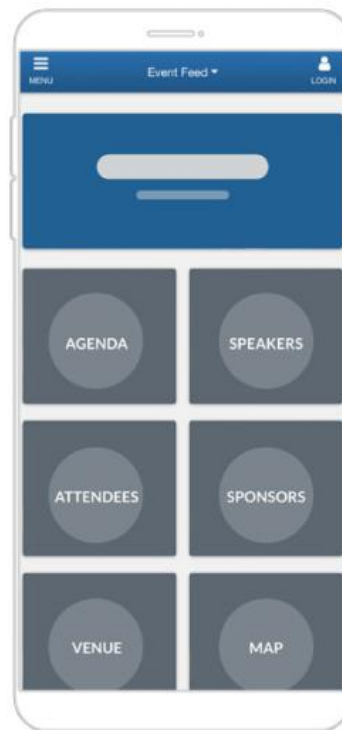 Event Feed
MENU
LOGIN
AGENDA
SPEAKERS
ATTENDEES
SPONSORS
VENUE
MAP